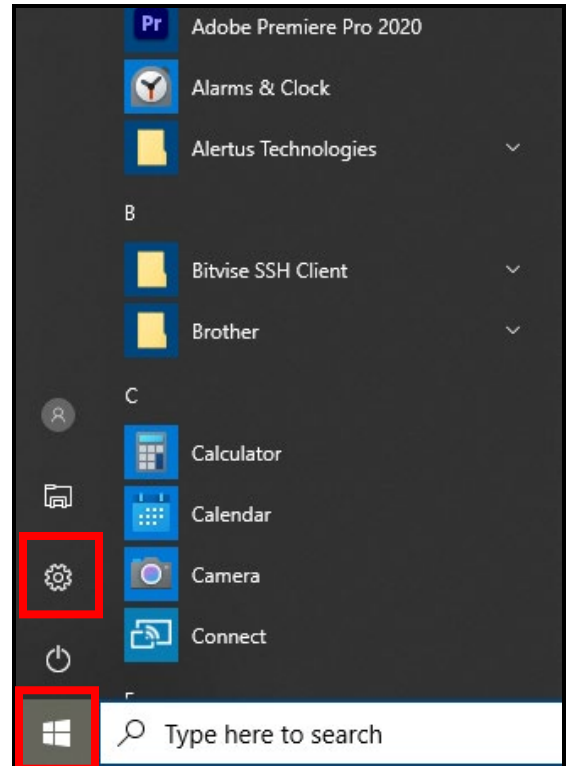 Pr Adobe Premiere Pro 2020
Alarms & Clock
Alertus Technologies
B
Bitvise SSH Client
Brother
C
Calculator
Calendar
Camera
Connect
Type here to search